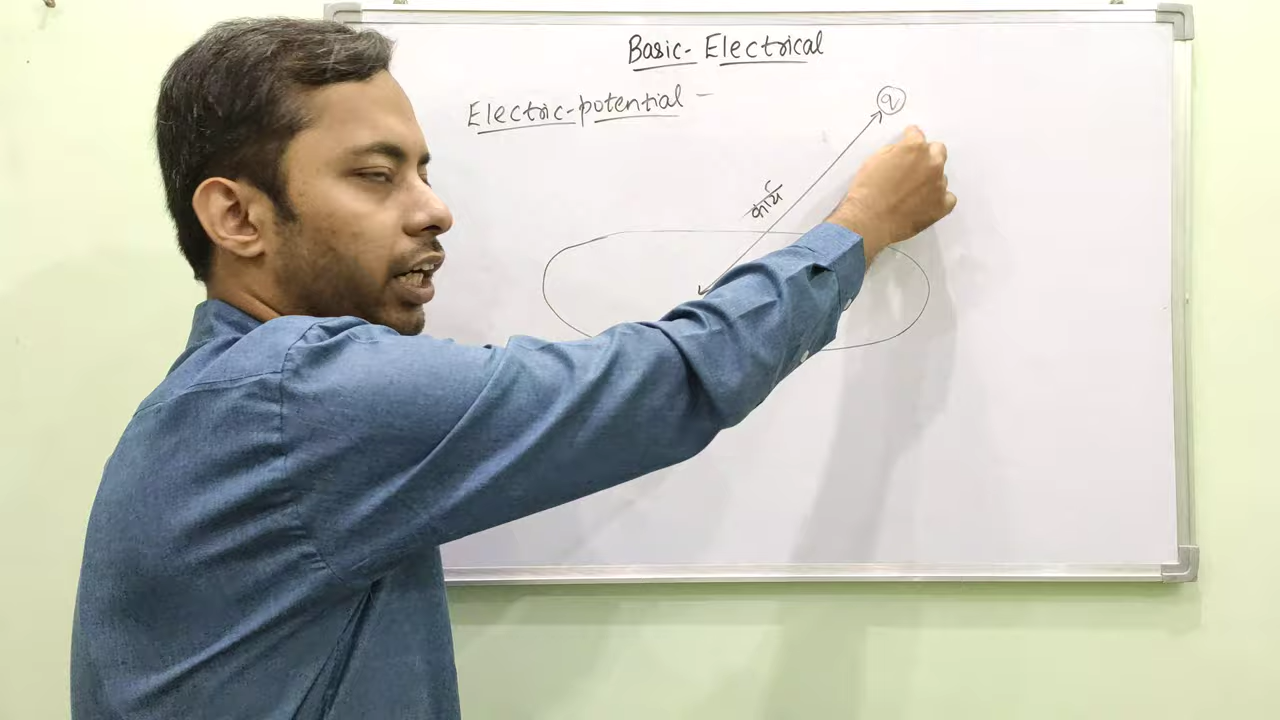 Basic- Electrical
Electric-potential -
q
कार्य